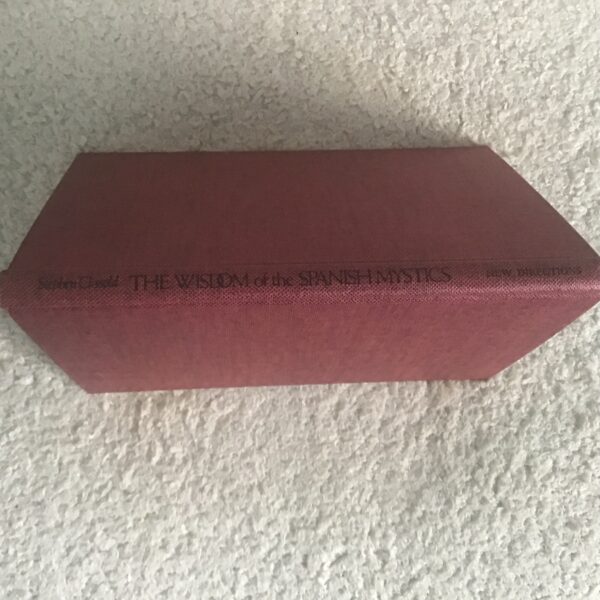 Stephen Clissold THE WISDOM of the SPANISH MYSTICS NEW DIRECTIONS